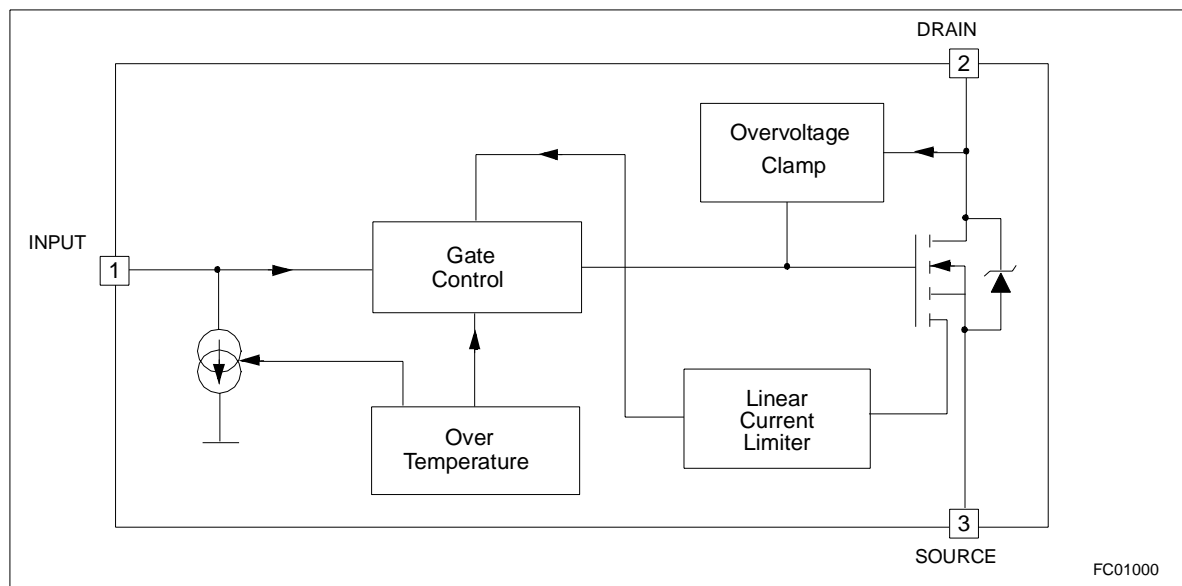 DRAIN
2
Overvoltage
Clamp
INPUT
1
Gate
Control
Linear
Current
Limiter
Over
Temperature
3
SOURCE
FC01000